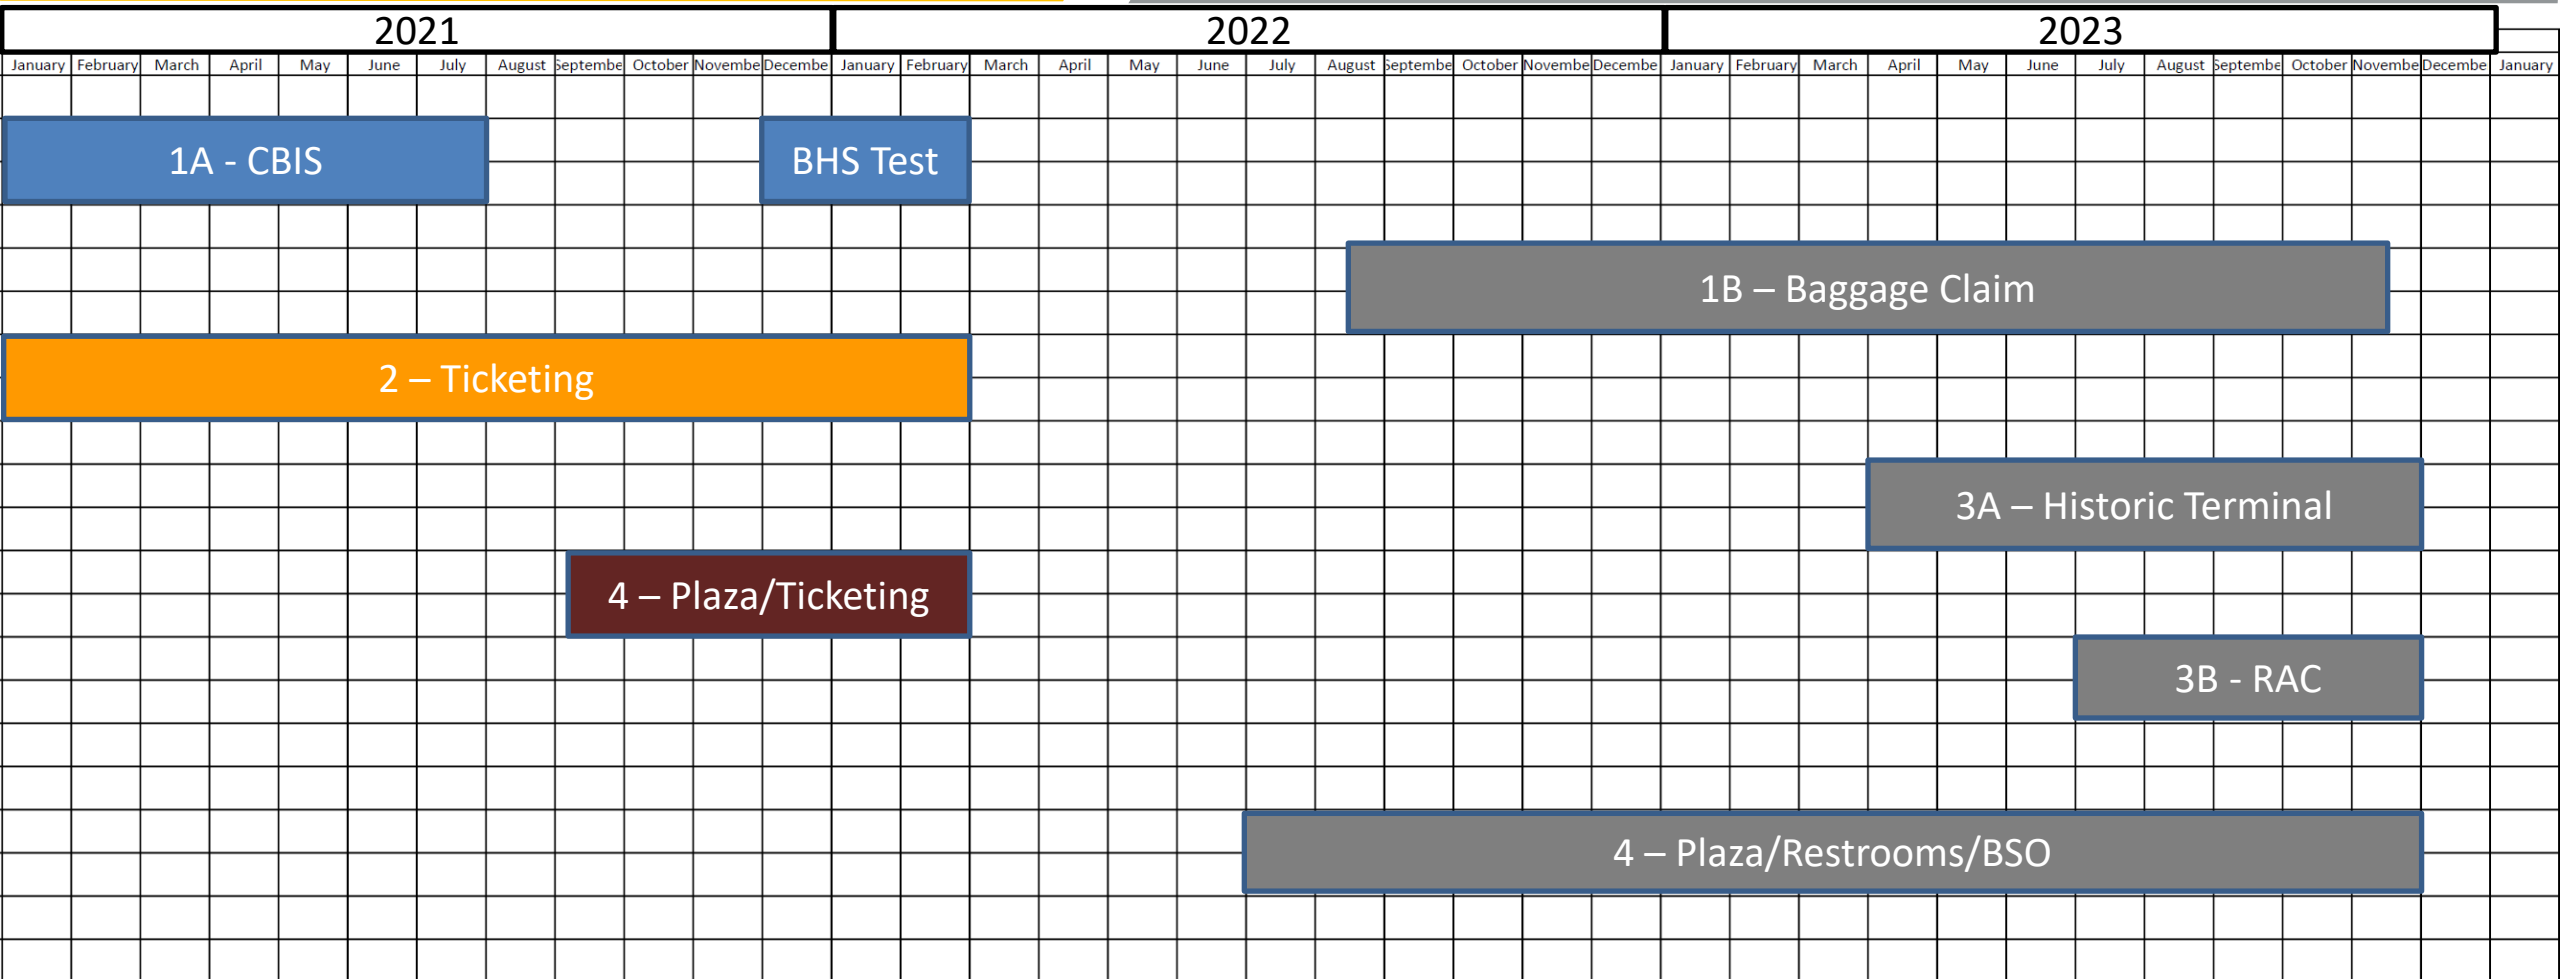 2021 2022 2023
January February March April May June July August Septembe October Novembe Decembe January February March April May June July August Septembe October Novembe Decembe January February March April May June July August Septembe October Novembe Decembe January
1A - CBIS BHS Test
1B – Baggage Claim
2 – Ticketing
3A – Historic Terminal
4 – Plaza/Ticketing
3B - RAC
4 – Plaza/Restrooms/BSO